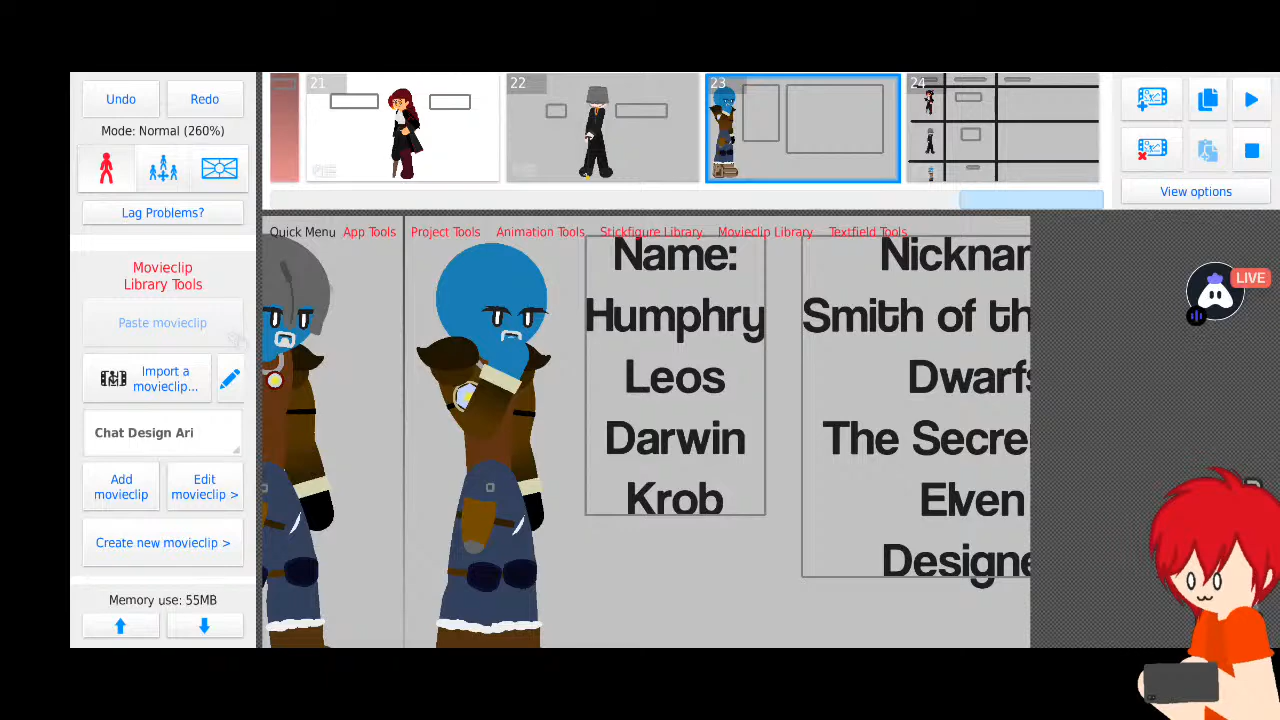 Undo
Redo
Mode: Normal (260%)
Lag Problems?
Movieclip
Library Tools
Paste movieclip
Import a
movieclip...
Chat Design Ari
Add
movieclip
Edit
movieclip >
Create new movieclip >
Memory use: 55MB
21
22
23
24
View options
Quick Menu
App Tools
Project Tools
Animation Tools
Stickfigure Library
Movieclip Library
Textfield Tools
Name:
Humphry
Leos
Darwin
Krob
Nicknar
Smith of th
Dwarfs
The Secre
Elven
Designe
LIVE